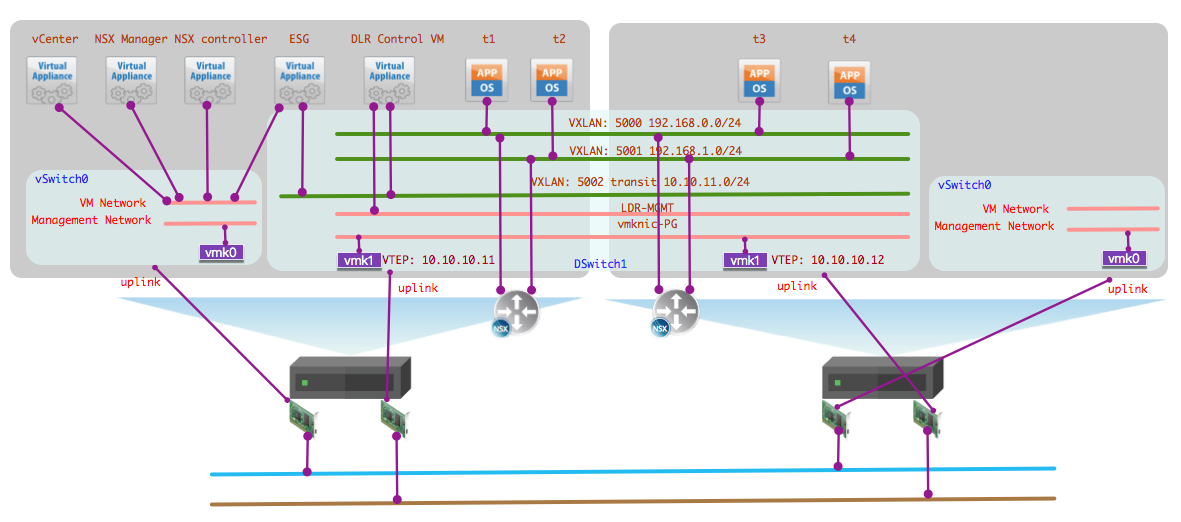 vCenter NSX Manager NSX controller ESG DLR Control VM t1 t2 t3 t4
Virtual Appliance
Virtual Appliance
Virtual Appliance
Virtual Appliance
Virtual Appliance
APP OS
APP OS
APP OS
APP OS
VXLAN: 5000 192.168.0.0/24
VXLAN: 5001 192.168.1.0/24
VXLAN: 5002 transit 10.10.11.0/24
LDR-MGMT
vmknic-PG
vSwitch0
VM Network
Management Network
vmk0
vSwitch0
VM Network
Management Network
vmk0
vmk1 VTEP: 10.10.10.11
DSwitch1
vmk1 VTEP: 10.10.10.12
uplink
uplink
uplink
uplink
NSX
NSX